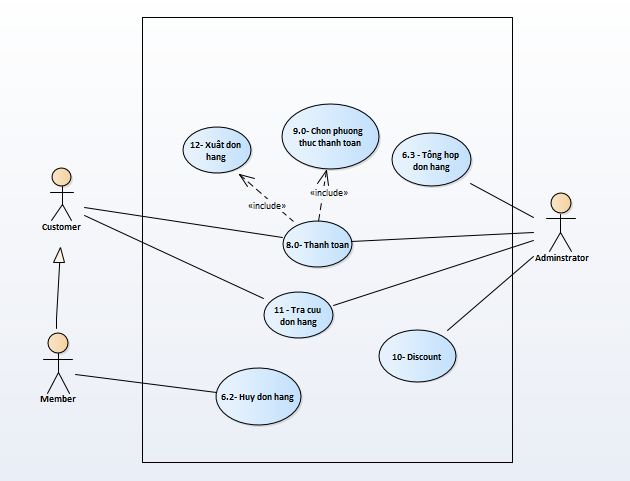 9.0- Chon phuong
thuc thanh toan
12- Xuât don
hang
6.3 - Tông hop
don hang
«include»
«include»
Customer
8.0- Thanh toan
Adminstrator
11 - Tra cuu
don hang
10- Discount
Member
6.2- Huy don hang